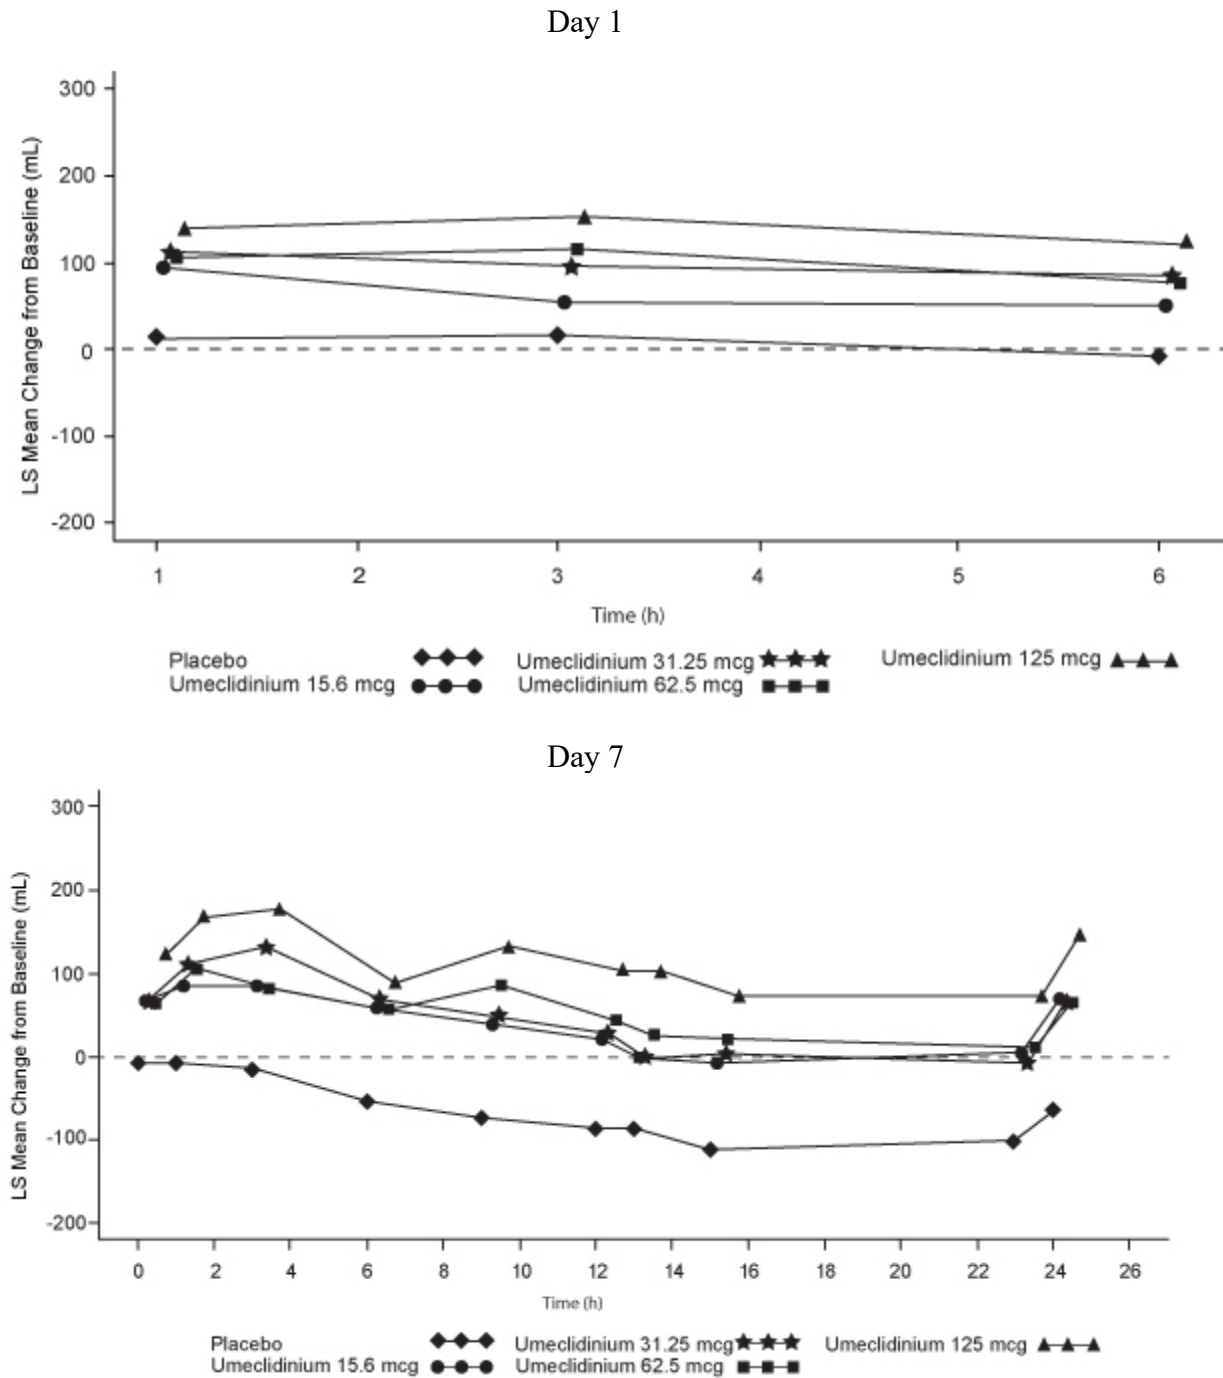 Day 1
LS Mean Change from Baseline (mL)
300
200
100
0
-100
-200
1 2 3 4 5 6
Time (h)
Placebo Umeclidinium 31.25 mcg Umeclidinium 125 mcg
Umeclidinium 15.6 mcg Umeclidinium 62.5 mcg
Day 7
LS Mean Change from Baseline (mL)
300
200
100
0
-100
-200
0 2 4 6 8 10 12 14 16 18 20 22 24 26
Time (h)
Placebo Umeclidinium 31.25 mcg Umeclidinium 125 mcg
Umeclidinium 15.6 mcg Umeclidinium 62.5 mcg